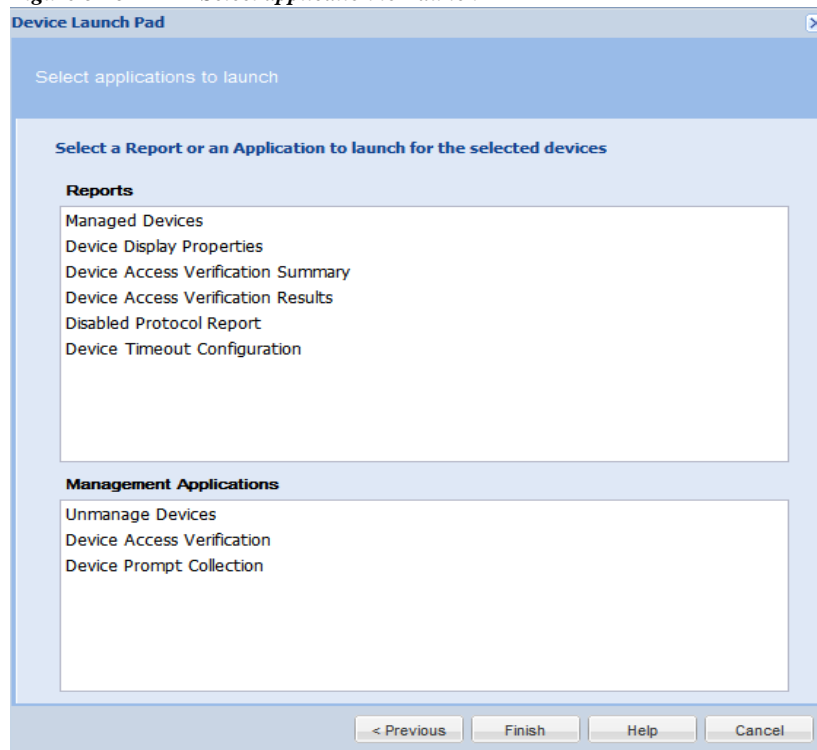 Device Launch Pad
Select applications to launch
Select a Report or an Application to launch for the selected devices
Reports
Managed Devices
Device Display Properties
Device Access Verification Summary
Device Access Verification Results
Disabled Protocol Report
Device Timeout Configuration
Management Applications
Unmanage Devices
Device Access Verification
Device Prompt Collection
< Previous
Finish
Help
Cancel